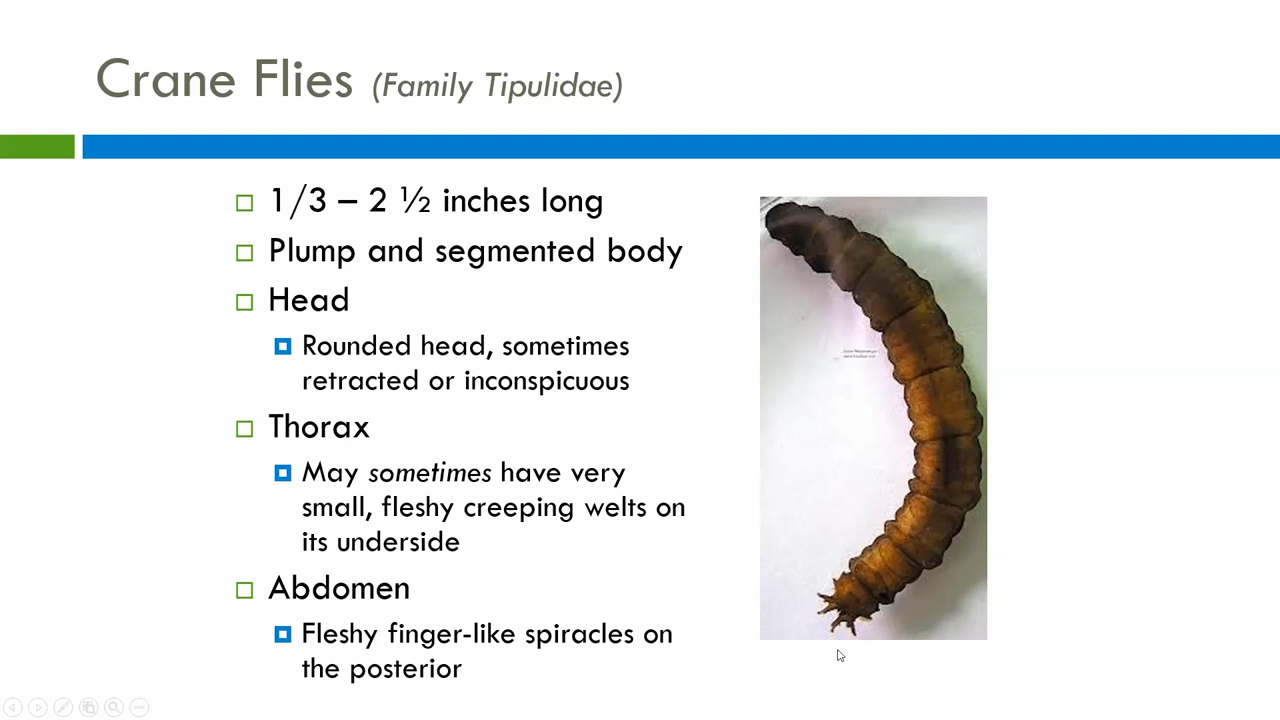 Crane Flies (Family Tipulidae)
1/3 – 2 ½ inches long
Plump and segmented body
Head
Rounded head, sometimes
retracted or inconspicuous
Thorax
May sometimes have very
small, fleshy creeping welts on
its underside
Abdomen
Fleshy finger-like spiracles on
the posterior